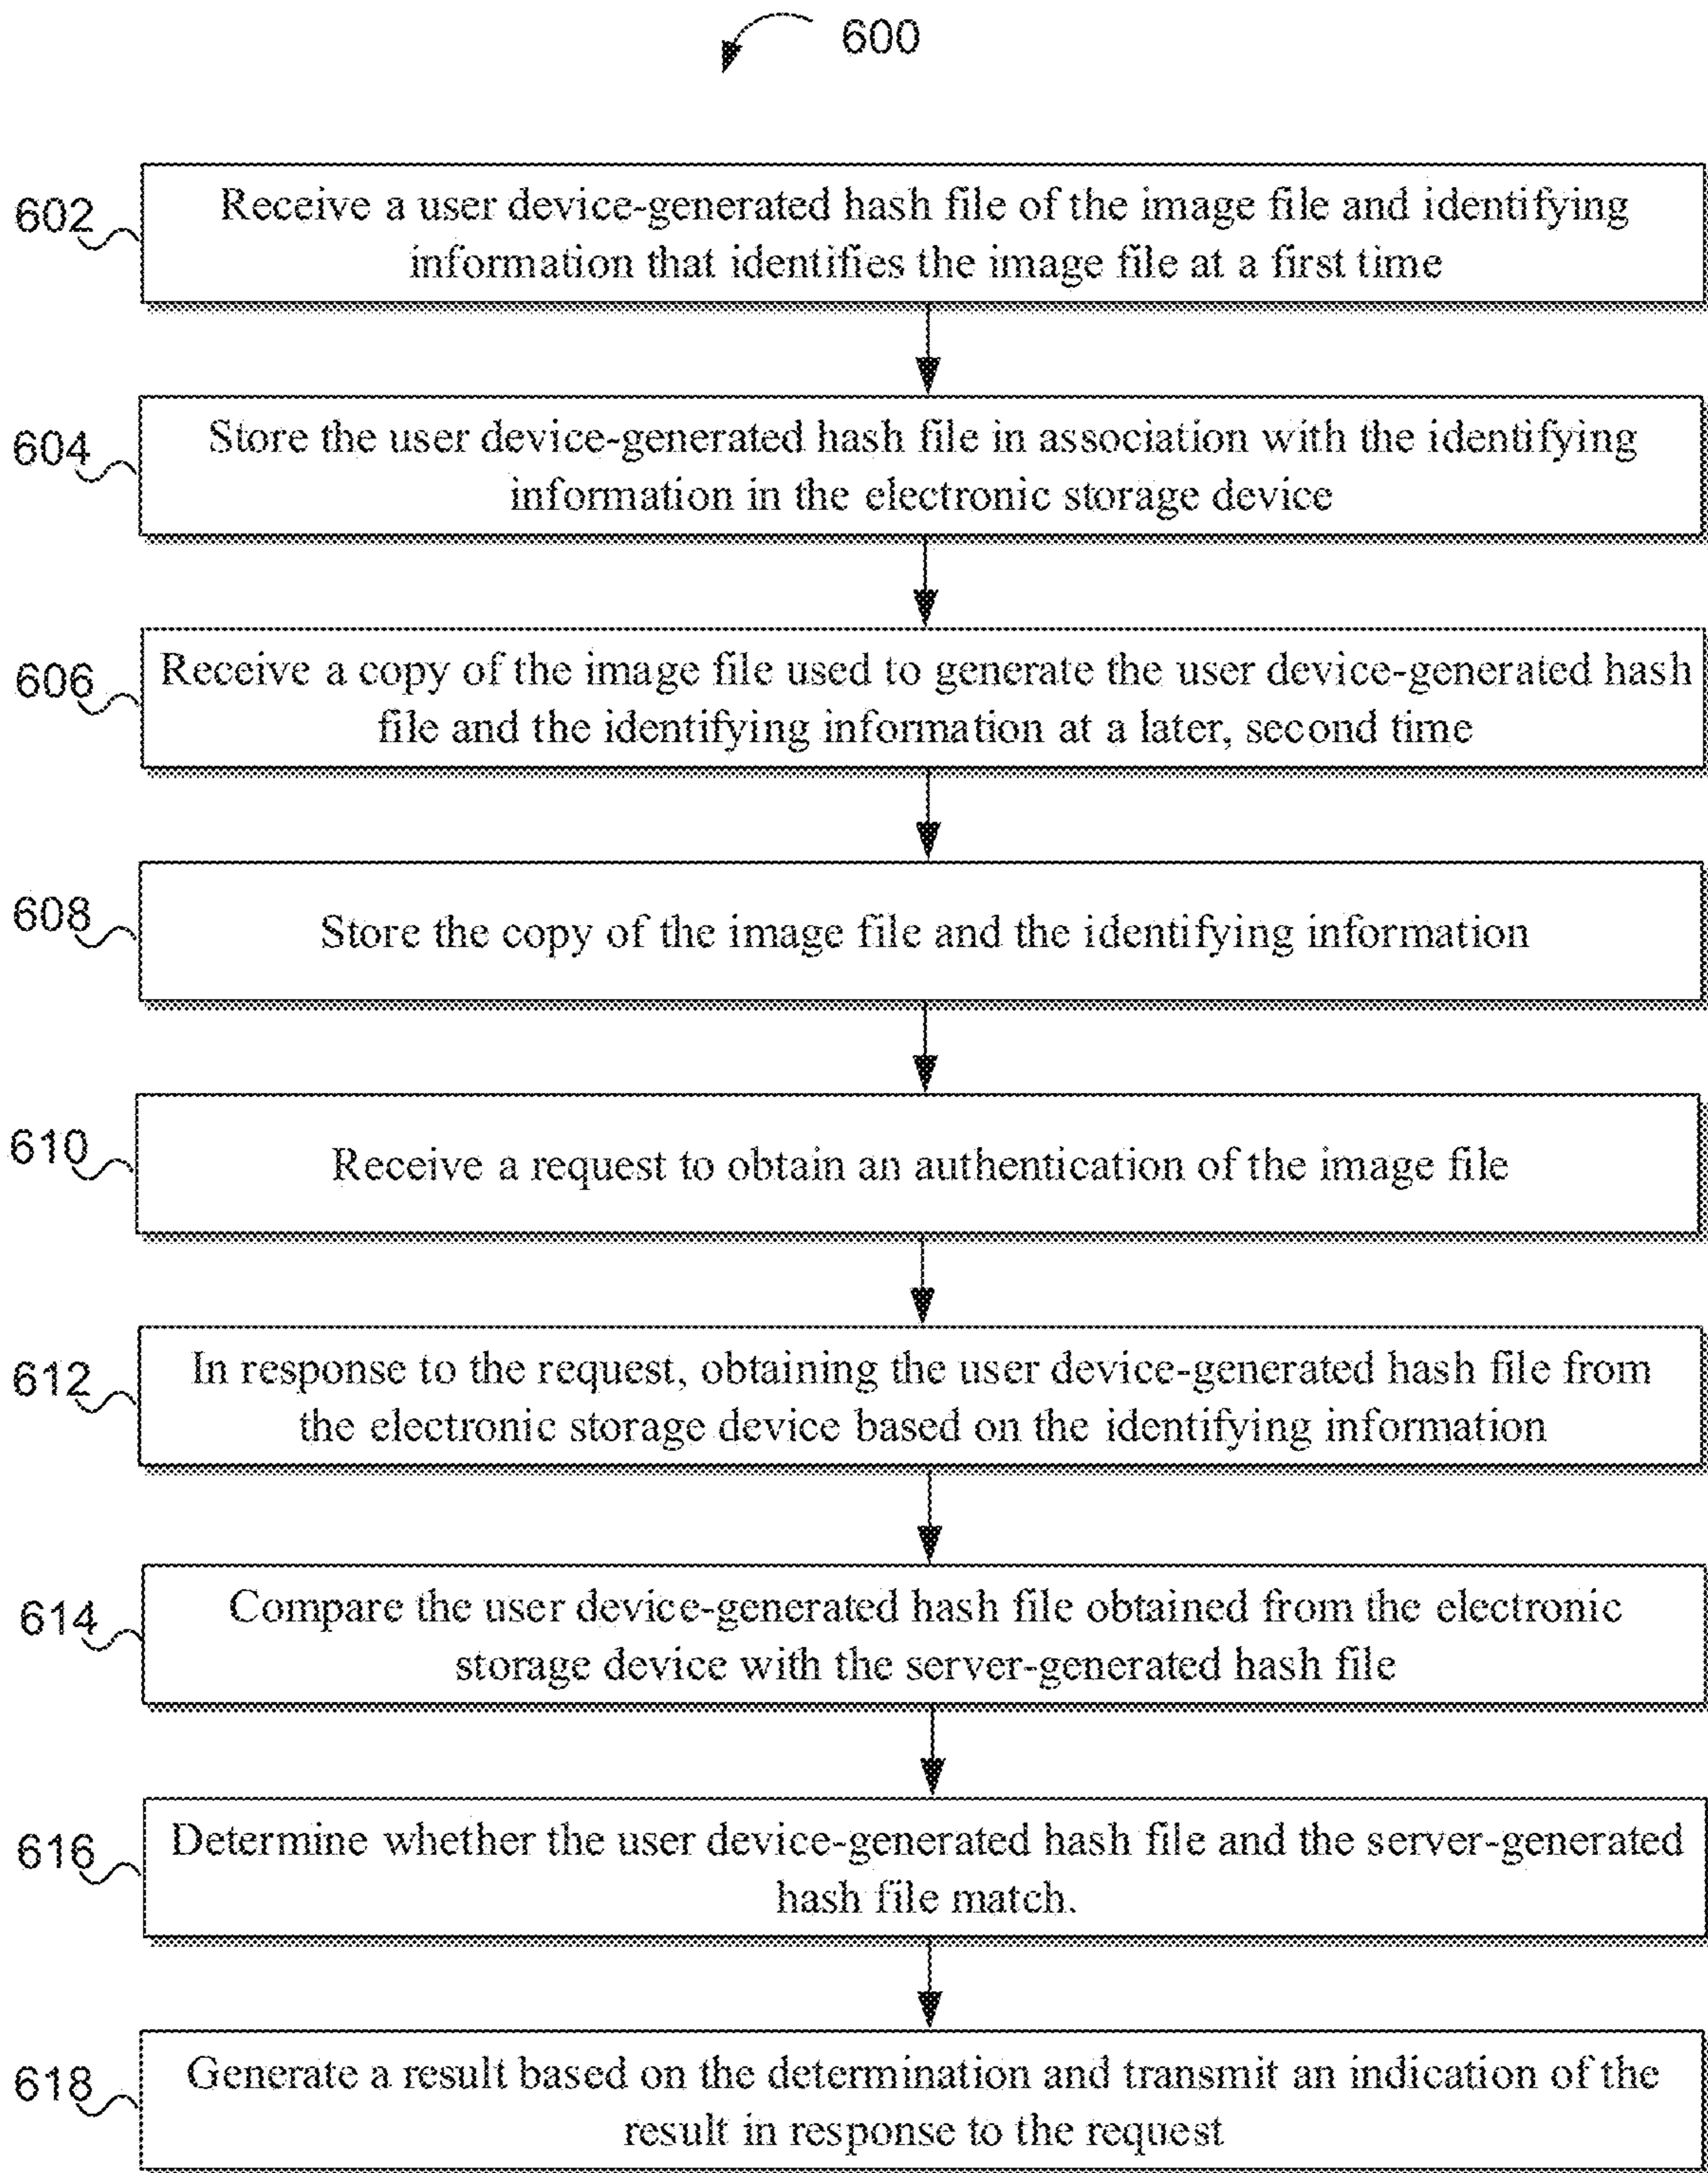 600
602
Receive a user device-generated hash file of the image file and identifying
information that identifies the image file at a first time
604
Store the user device-generated hash file in association with the identifying
information in the electronic storage device
606
Receive a copy of the image file used to generate the user device-generated hash
file and the identifying information at a later, second time
608
Store the copy of the image file and the identifying information
610
Receive a request to obtain an authentication of the image file
612
In response to the request, obtaining the user device-generated hash file from
the electronic storage device based on the identifying information
614
Compare the user device-generated hash file obtained from the electronic
storage device with the server-generated hash file
616
Determine whether the user device-generated hash file and the server-generated
hash file match.
618
Generate a result based on the determination and transmit an indication of the
result in response to the request